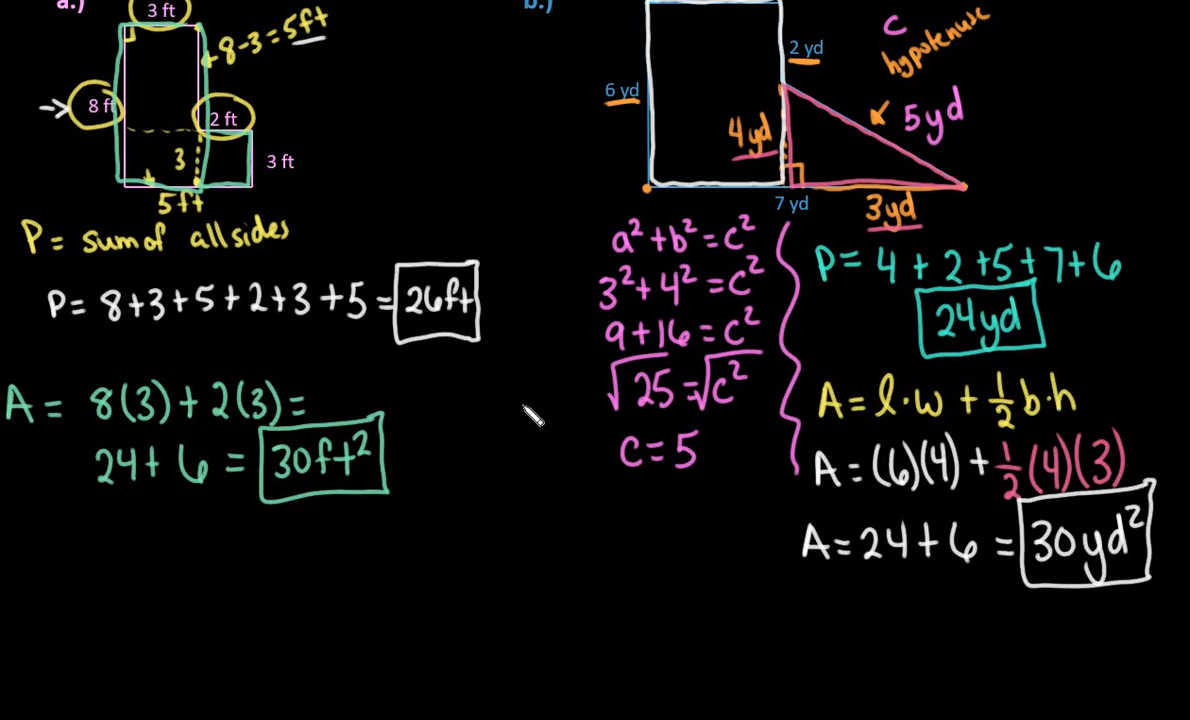 a.)
3 ft
8-3=5ft
8 ft
2 ft
3
3 ft
5ft
P= sum of all sides
P= 8+3+5+2+3+5=26ft
A= 8(3)+2(3)=
24+6 = 30ft²
b.)
c
hypotenuse
2 yd
6 yd
5yd
4yd
7 yd
3yd
a²+b²=c²
3²+4²=c²
9+16=c²
√25=√c²
c=5
P=4+2+5+7+6
24yd
A=l·w+½b·h
A=(6)(4)+½(4)(3)
A=24+6=30yd²